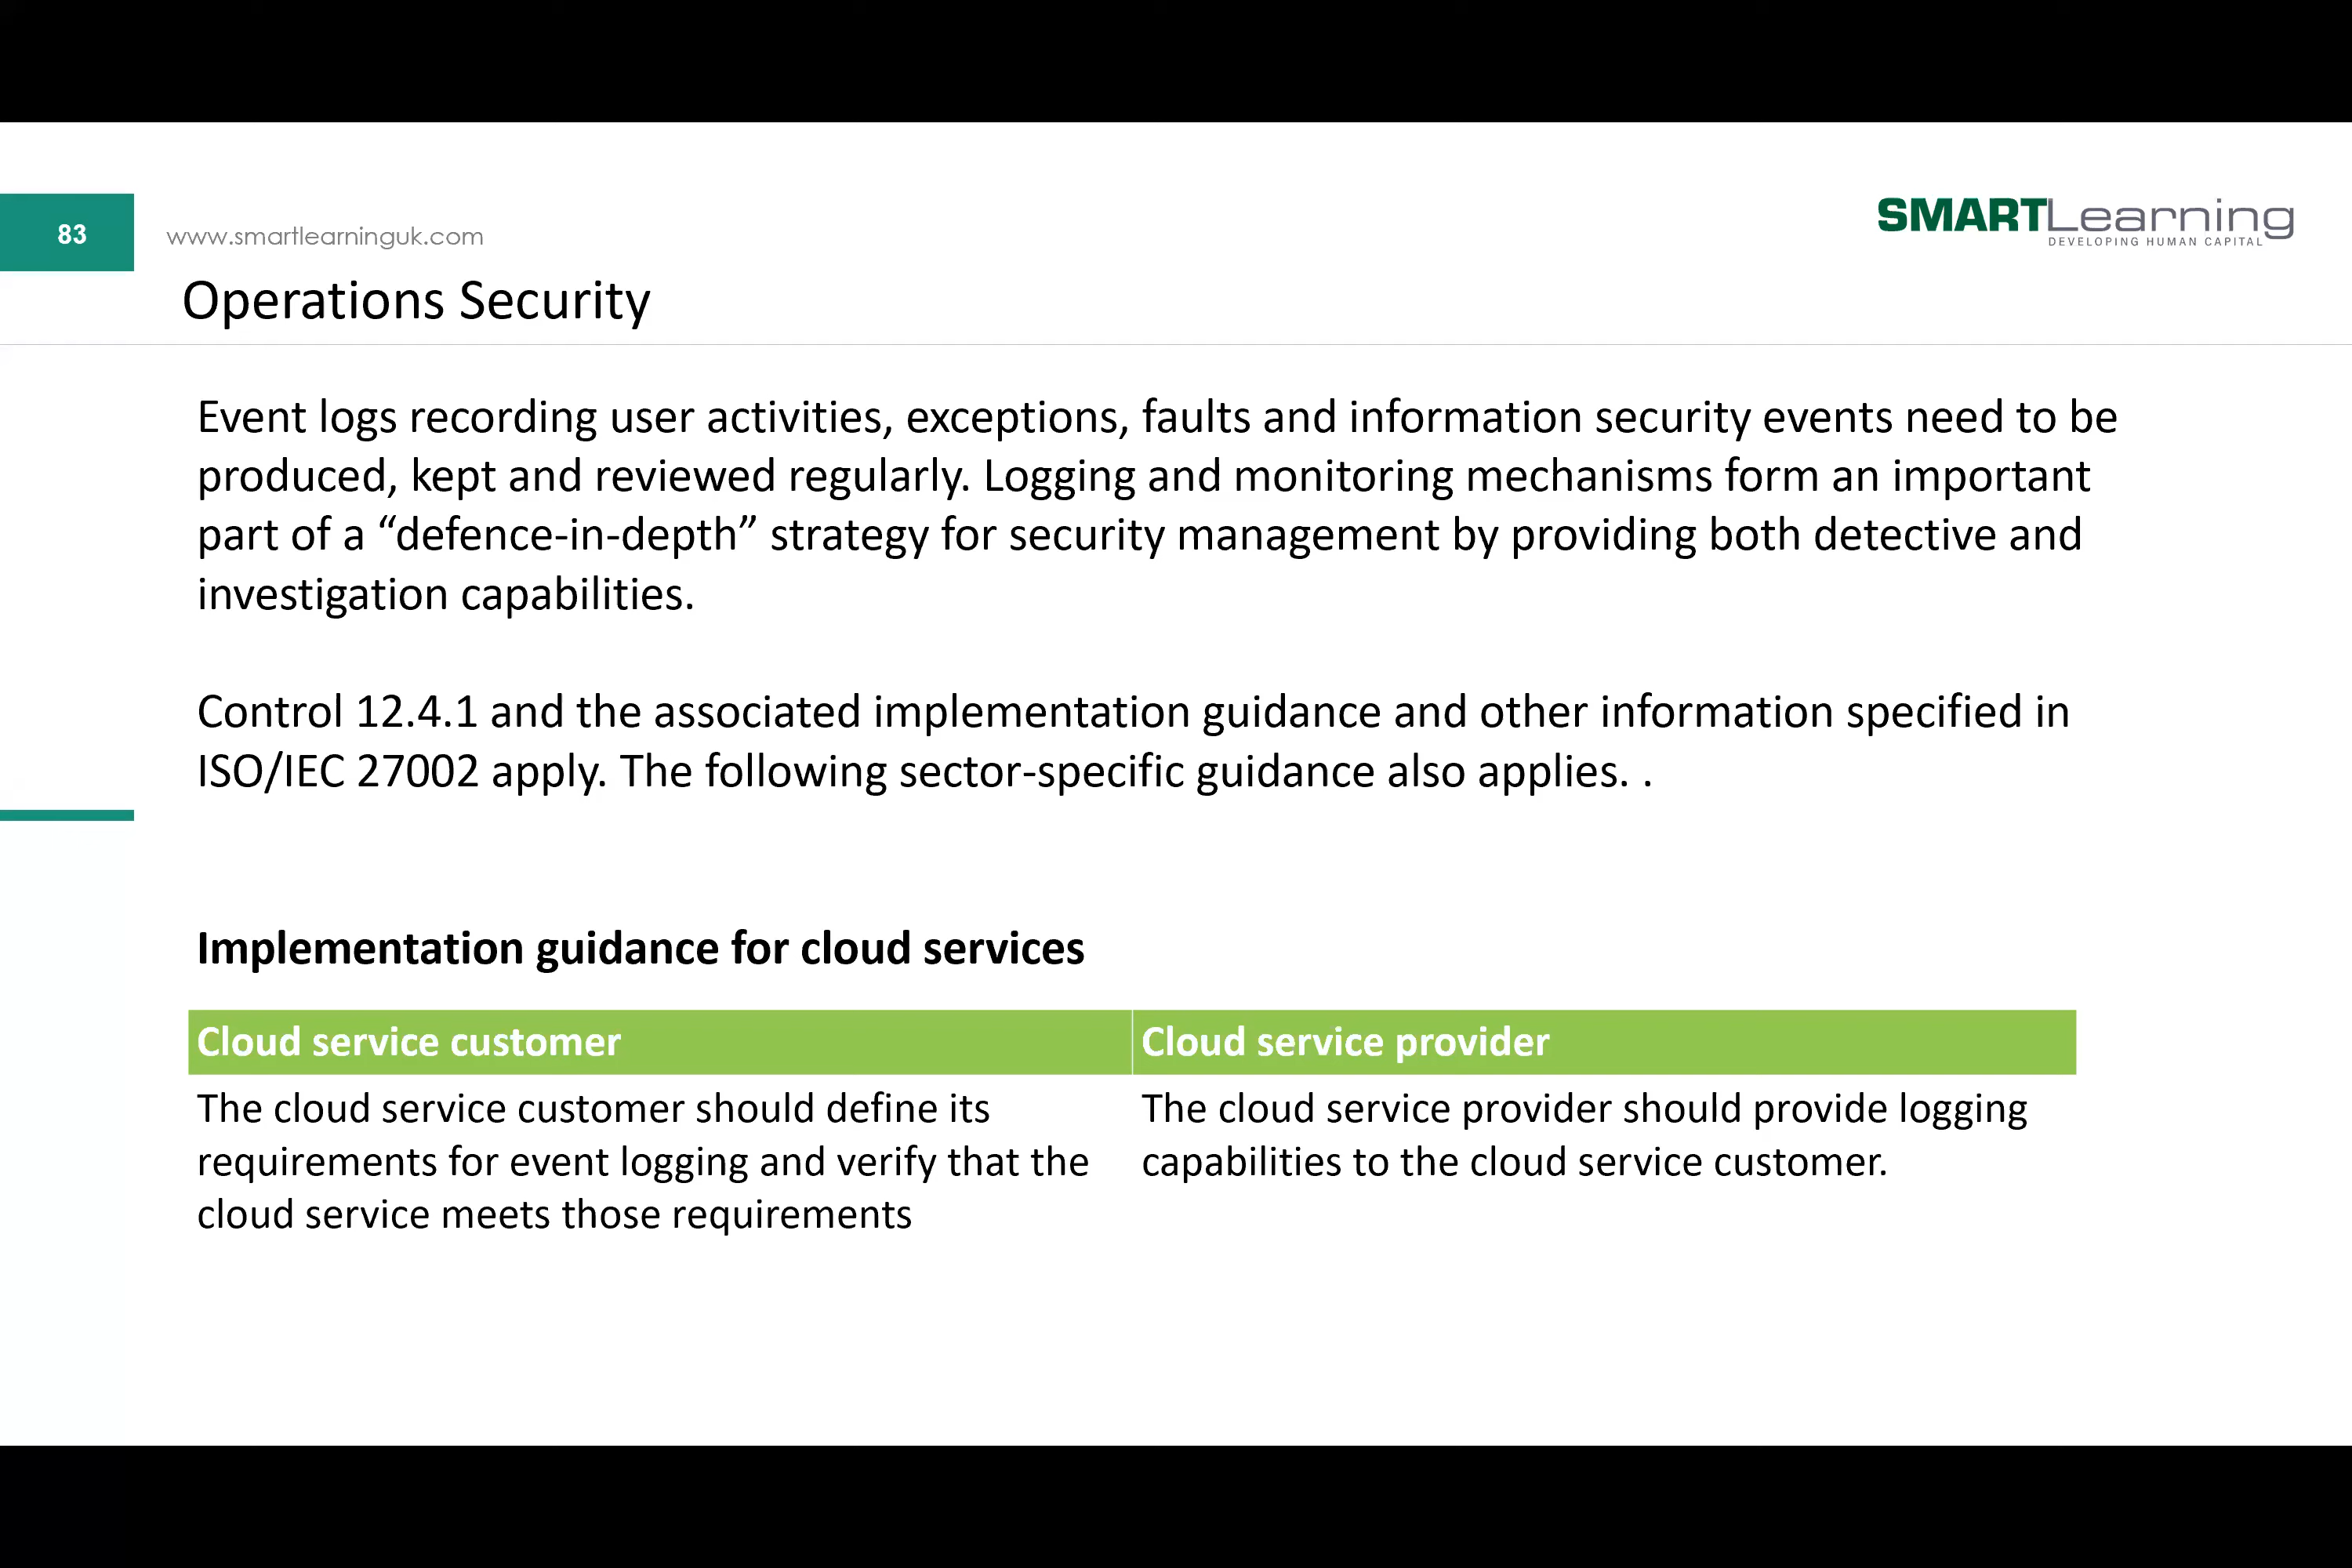 83
www.smartlearninguk.com
SMARTLearning
DEVELOPING HUMAN CAPITAL
Operations Security
Event logs recording user activities, exceptions, faults and information security events need to be
produced, kept and reviewed regularly. Logging and monitoring mechanisms form an important
part of a “defence-in-depth” strategy for security management by providing both detective and
investigation capabilities.
Control 12.4.1 and the associated implementation guidance and other information specified in
ISO/IEC 27002 apply. The following sector-specific guidance also applies. .
Implementation guidance for cloud services
Cloud service customer
The cloud service customer should define its
requirements for event logging and verify that the
cloud service meets those requirements
Cloud service provider
The cloud service provider should provide logging
capabilities to the cloud service customer.